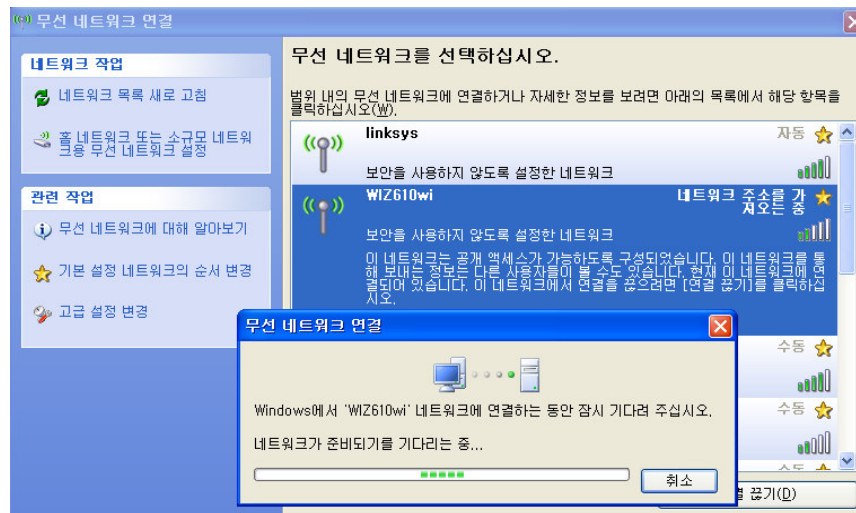 무선 네트워크 연결
네트워크 작업
네트워크 목록 새로 고침
홈 네트워크 또는 소규모 네트워
크용 무선 네트워크 설정
관련 작업
무선 네트워크에 대해 알아보기
기본 설정 네트워크의 순서 변경
고급 설정 변경
무선 네트워크를 선택하십시오.
범위 내의 무선 네트워크에 연결하거나 자세한 정보를 보려면 아래의 목록에서 해당 항목을
클릭하십시오(W).
linksys
자동
보안을 사용하지 않도록 설정한 네트워크
WIZ610wi
네트워크 주소를 가
져오는 중
보안을 사용하지 않도록 설정한 네트워크
이 네트워크는 공개 액세스가 가능하도록 구성되었습니다. 이 네트워크를 통
해 보내는 정보는 다른 사용자들이 볼 수도 있습니다. 현재 이 네트워크에 연
결되어 있습니다. 이 네트워크에서 연결을 끊으려면 [연결 끊기]를 클릭하십
시오.
수동
수동
무선 네트워크 연결
Windows에서 'WIZ610wi' 네트워크에 연결하는 동안 잠시 기다려 주십시오.
네트워크가 준비되기를 기다리는 중...
취소
끊기(D)